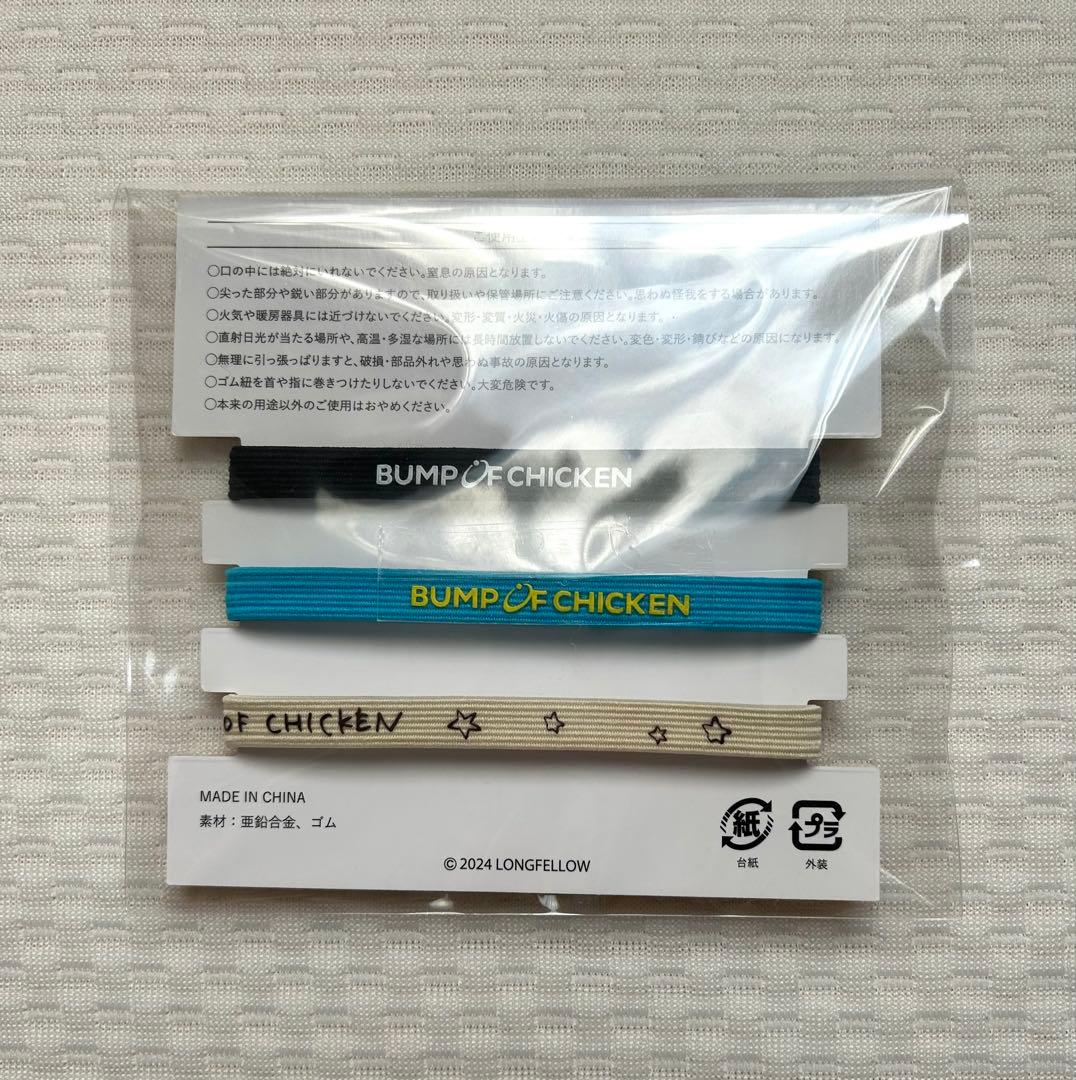 ご使用
○口の中には絶対にいれないでください。窒息の原因となります。
○尖った部分や鋭い部分がありますので、取り扱いや保管場所にご注意ください。思わぬ怪我をする場合があります。
○火気や暖房器具には近づけないでください。変形・変質・火災・火傷の原因となります。
○直射日光が当たる場所や、高温・多湿な場所には長時間放置しないでください。変色・変形・錆びなどの原因になります。
○無理に引っ張っぱりますと、破損・部品外れや思わぬ事故の原因となります。
○ゴム紐を首や指に巻きつけたりしないでください。大変危険です。
○本来の用途以外のご使用はおやめください。
BUMP OF CHICKEN
BUMP OF CHICKEN
OF CHICKEN
MADE IN CHINA
素材：亜鉛合金、ゴム
紙
プラ
台紙
外装
© 2024 LONGFELLOW